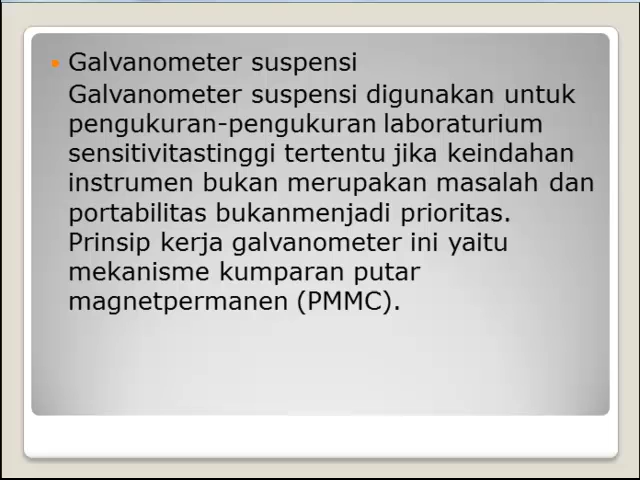 Galvanometer suspensi
Galvanometer suspensi digunakan untuk
pengukuran-pengukuran laboraturium
sensitivitastinggi tertentu jika keindahan
instrumen bukan merupakan masalah dan
portabilitas bukanmenjadi prioritas.
Prinsip kerja galvanometer ini yaitu
mekanisme kumparan putar
magnetpermanen (PMMC).